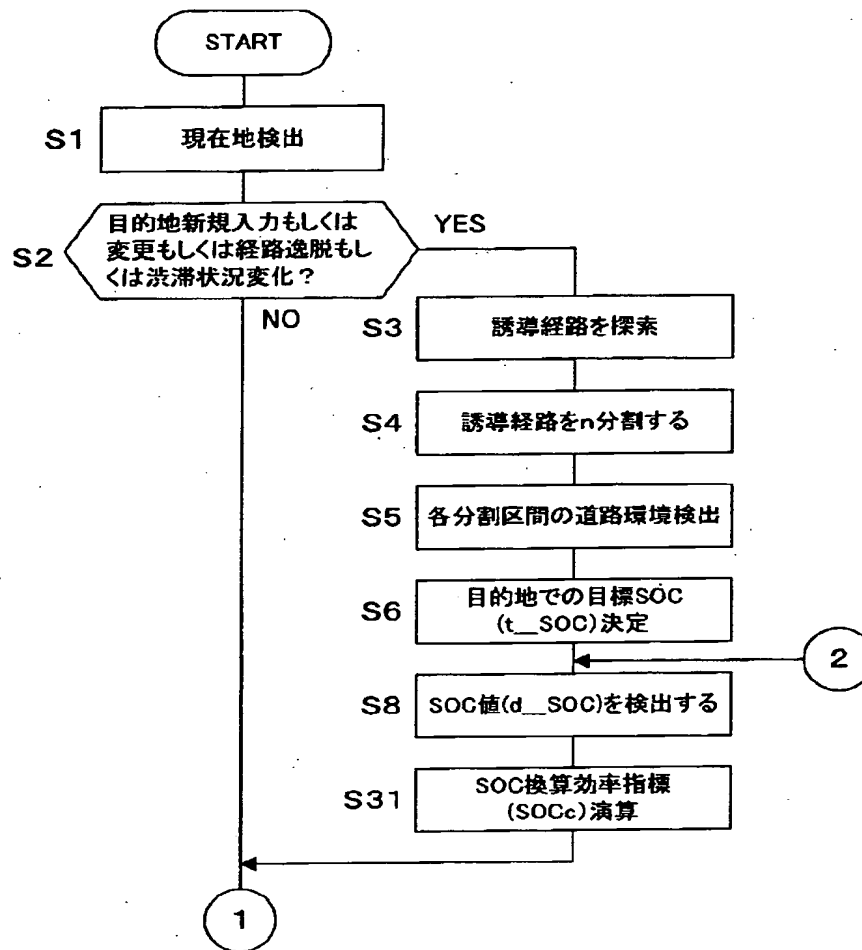 START
S1
現在地検出
S2
目的地新規入力もしくは
変更もしくは経路逸脱もし
くは渋滞状況変化？
YES
NO
S3
誘導経路を探索
S4
誘導経路をn分割する
S5
各分割区間の道路環境検出
S6
目的地での目標SOC
(t__SOC)決定
2
S8
SOC値(d__SOC)を検出する
S31
SOC換算効率指標
(SOCc)演算
1